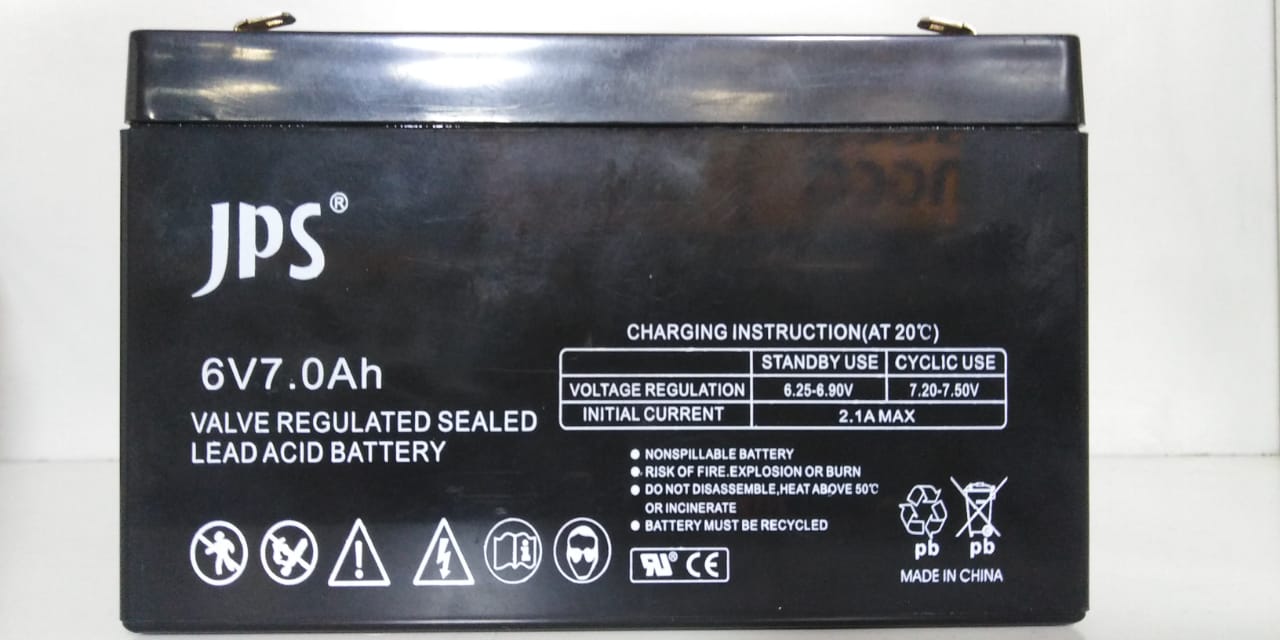 JPS®
6V7.0Ah
VALVE REGULATED SEALED
LEAD ACID BATTERY
CHARGING INSTRUCTION(AT 20℃)
STANDBY USE CYCLIC USE
VOLTAGE REGULATION 6.25-6.90V 7.20-7.50V
INITIAL CURRENT 2.1A MAX
● NONSPILLABLE BATTERY
● RISK OF FIRE.EXPLOSION OR BURN
● DO NOT DISASSEMBLE,HEAT ABOVE 50℃
OR INCINERATE
● BATTERY MUST BE RECYCLED
RU® CE
pb pb
MADE IN CHINA